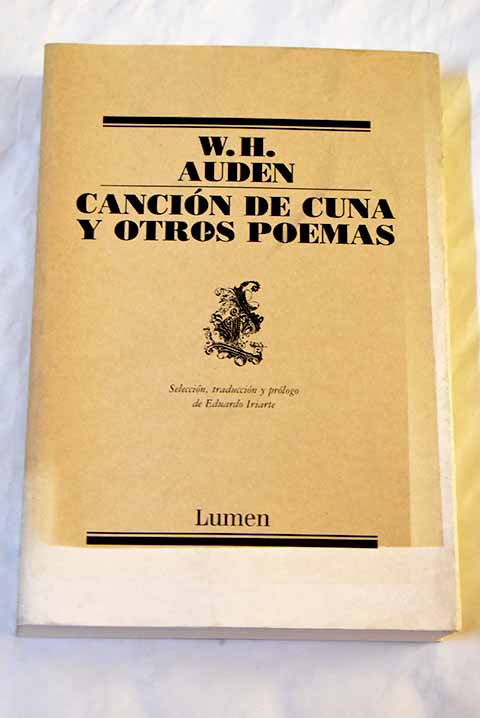 W. H.
AUDEN
CANCIÓN DE CUNA
Y OTROS POEMAS
Selección, traducción y prólogo
de Eduardo Iriarte
Lumen